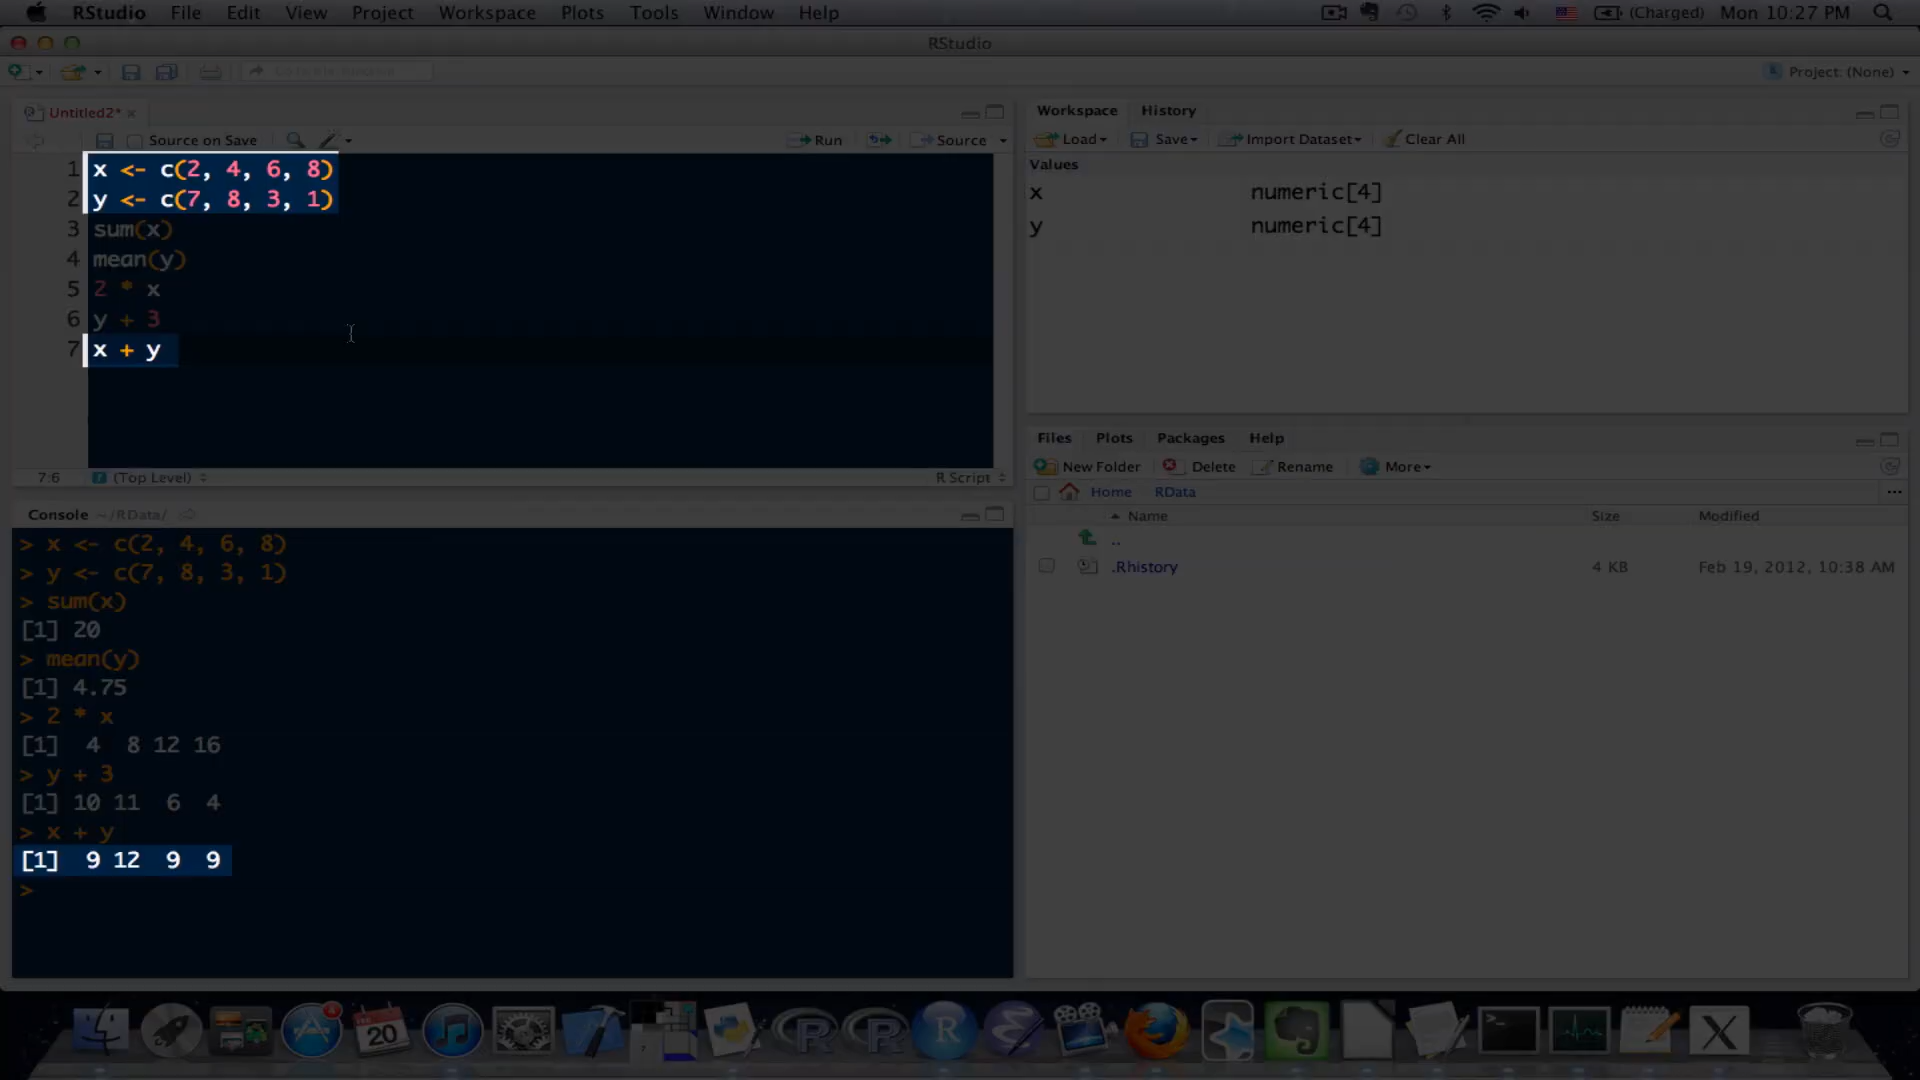 RStudio File Edit View Project Workspace Plots Tools Window Help (Charged) Mon 10:27 PM
RStudio
Go to file/function Project: (None)
Untitled2*
Source on Save Run Source
1 x <- c(2, 4, 6, 8)
2 y <- c(7, 8, 3, 1)
3 sum(x)
4 mean(y)
5 2 * x
6 y + 3
7 x + y
7:6 (Top Level) R Script
Console ~/RData/
> x <- c(2, 4, 6, 8)
> y <- c(7, 8, 3, 1)
> sum(x)
[1] 20
> mean(y)
[1] 4.75
> 2 * x
[1]  4  8 12 16
> y + 3
[1] 10 11  6  4
> x + y
[1]  9 12  9  9
>
Workspace History
Load Save Import Dataset Clear All
Values
x numeric[4]
y numeric[4]
Files Plots Packages Help
New Folder Delete Rename More
Home RData ...
Name Size Modified
..
.Rhistory 4 KB Feb 19, 2012, 10:38 AM
4
20
R
R
R
X